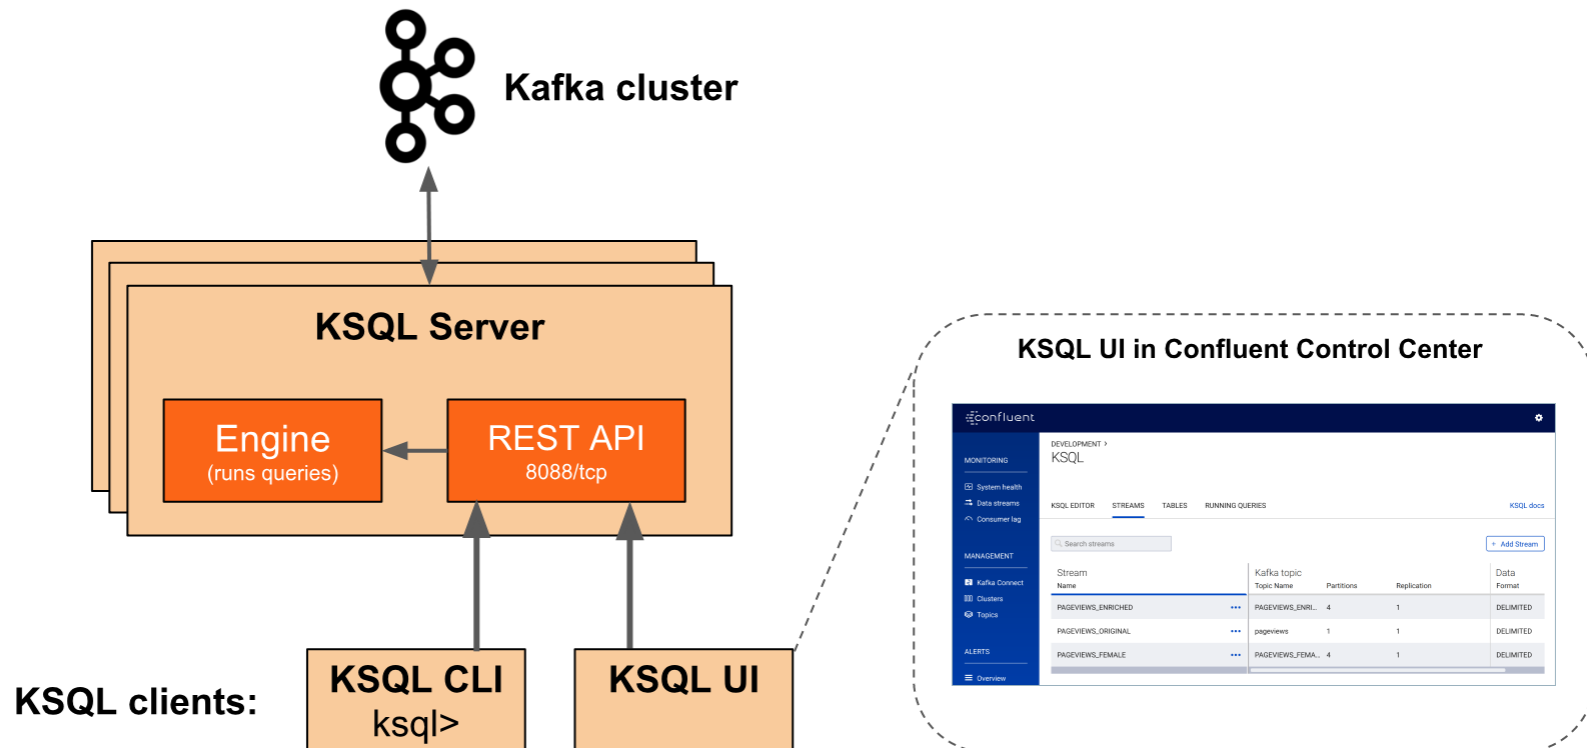 Kafka cluster
KSQL Server
Engine
(runs queries)
REST API
8088/tcp
KSQL clients:
KSQL CLI
ksql>
KSQL UI
KSQL UI in Confluent Control Center
confluent
MONITORING
System health
Data streams
Consumer lag
MANAGEMENT
Kafka Connect
Clusters
Topics
ALERTS
Overview
DEVELOPMENT >
KSQL
KSQL EDITOR STREAMS TABLES RUNNING QUERIES KSQL docs
Search streams + Add Stream
Stream Kafka topic Data
Name Topic Name Partitions Replication Format
PAGEVIEWS_ENRICHED ••• PAGEVIEWS_ENRI... 4 1 DELIMITED
PAGEVIEWS_ORIGINAL ••• pageviews 1 1 DELIMITED
PAGEVIEWS_FEMALE ••• PAGEVIEWS_FEMA... 4 1 DELIMITED